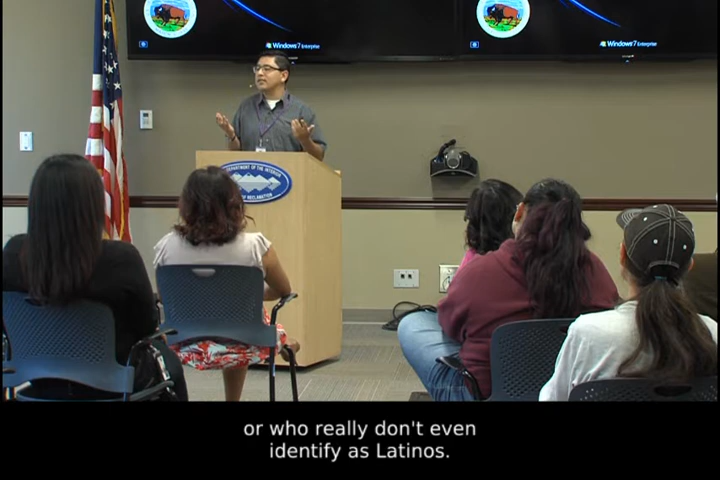 Windows 7 Enterprise
Windows 7 Enterprise
DEPARTMENT OF THE INTERIOR
OF RECLAMATION
or who really don't even
identify as Latinos.